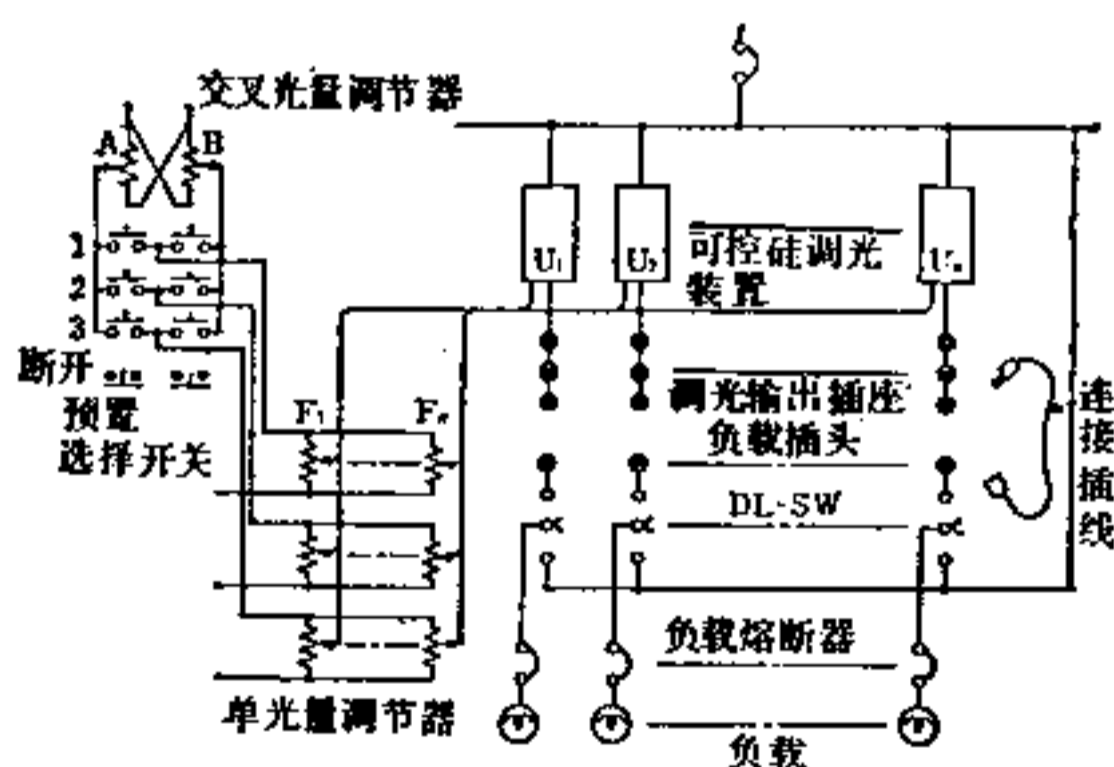 交叉光量调节器
A
B
1
2
3
断开
预置
选择开关
F₁
Fₙ
单光量调节器
U₁
U₂
Uₙ
可控硅调光
装置
调光输出插座
负载插头
DL-SW
负载熔断器
负载
连接插线